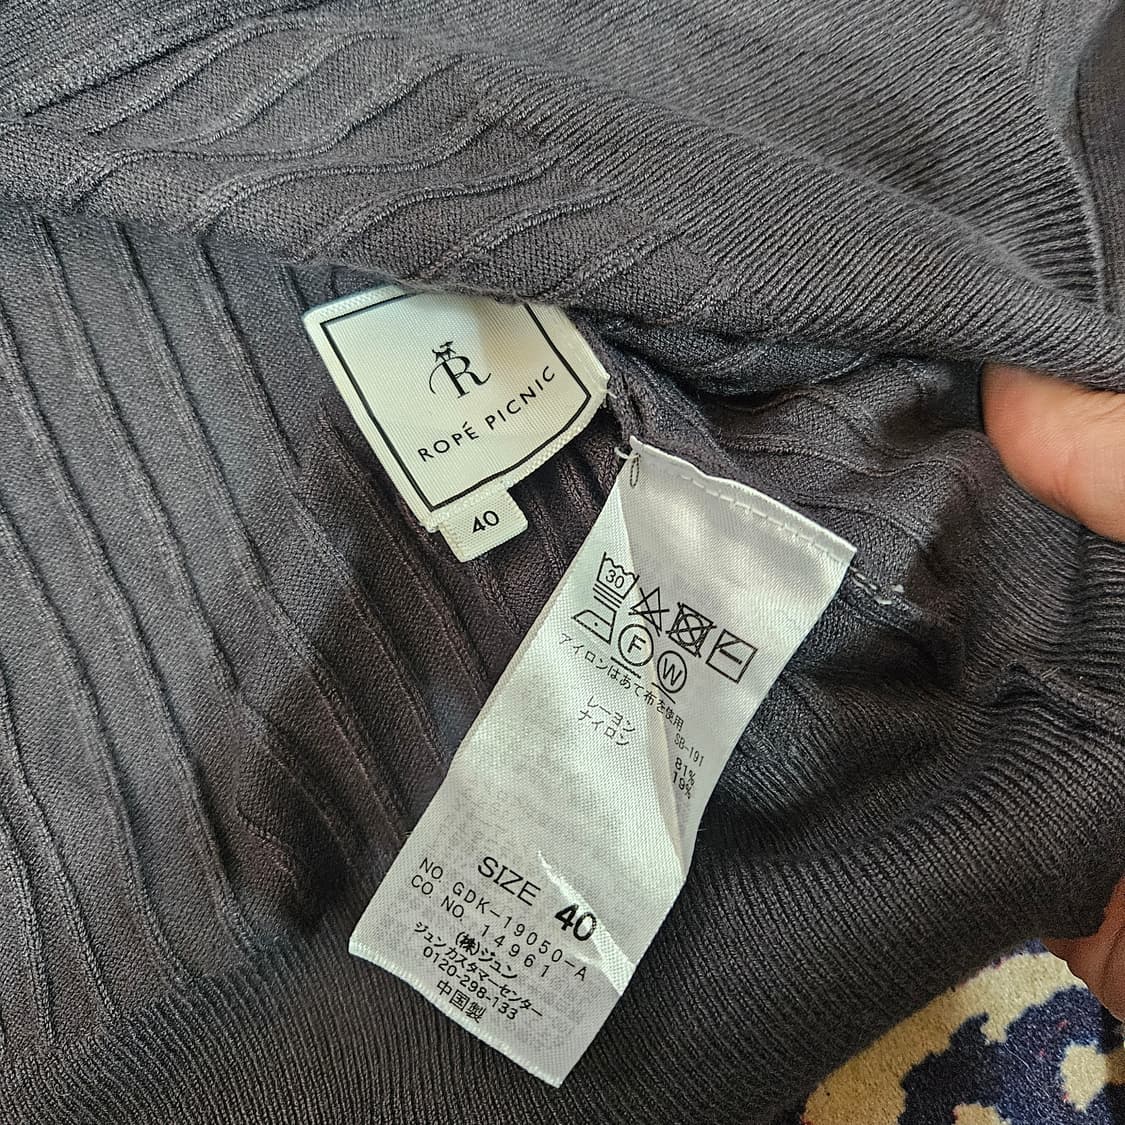 R
ROPÉ PICNIC
40
30
F W
アイロンはあて布を使用
SB-191
レーヨン 81%
ナイロン 19%
SIZE 40
NO. GDK-19050-A
CO. NO. 14961
(株)ジュン
ジュンカスタマーセンター
0120-298-133
中国製